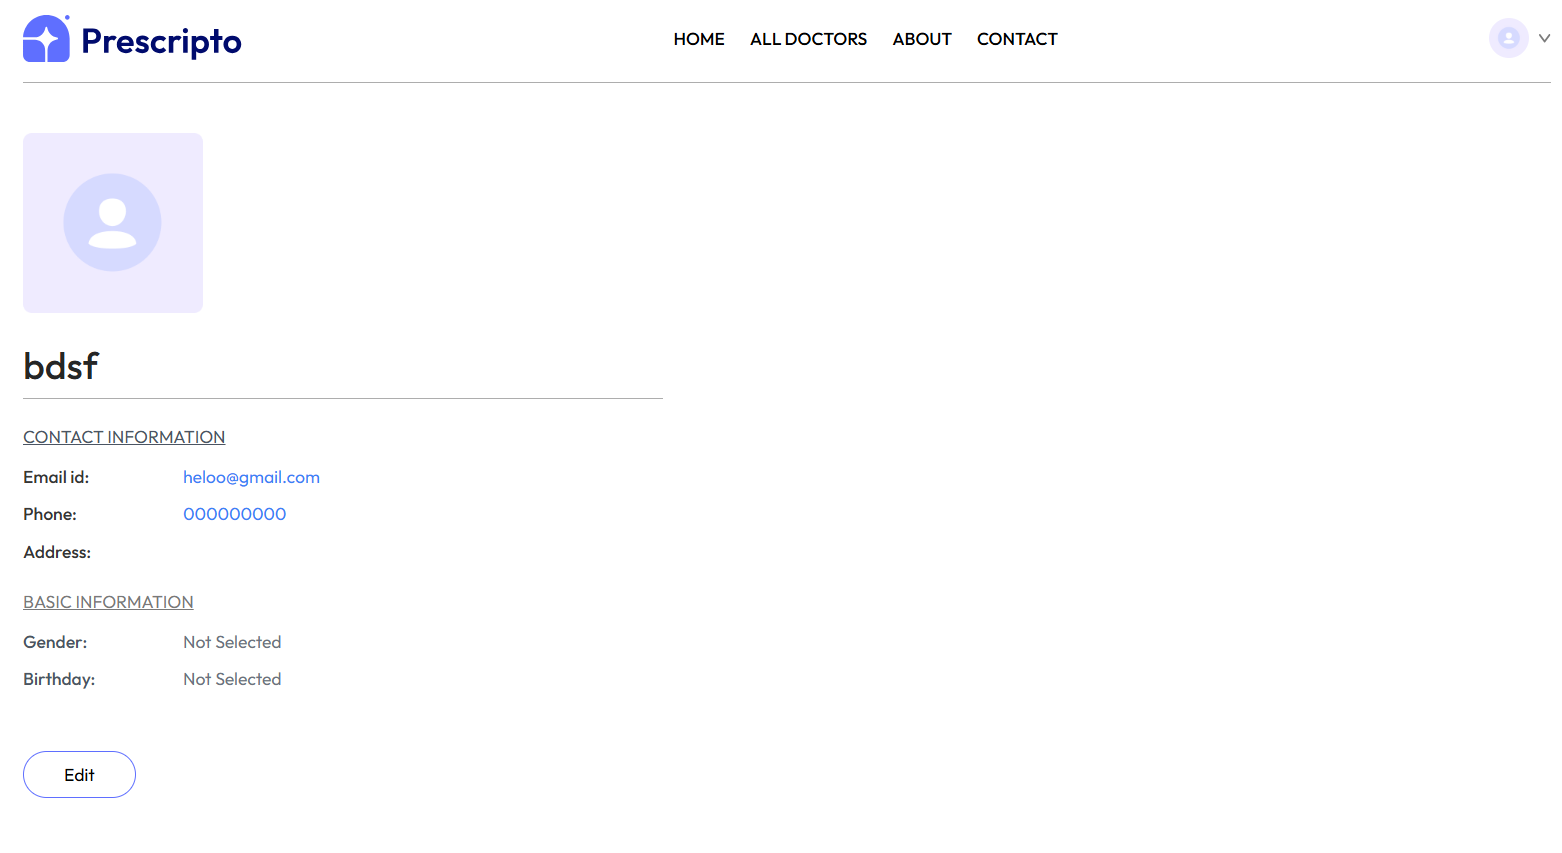 Prescripto
HOME ALL DOCTORS ABOUT CONTACT
bdsf
CONTACT INFORMATION
Email id: heloo@gmail.com
Phone: 000000000
Address:
BASIC INFORMATION
Gender: Not Selected
Birthday: Not Selected
Edit